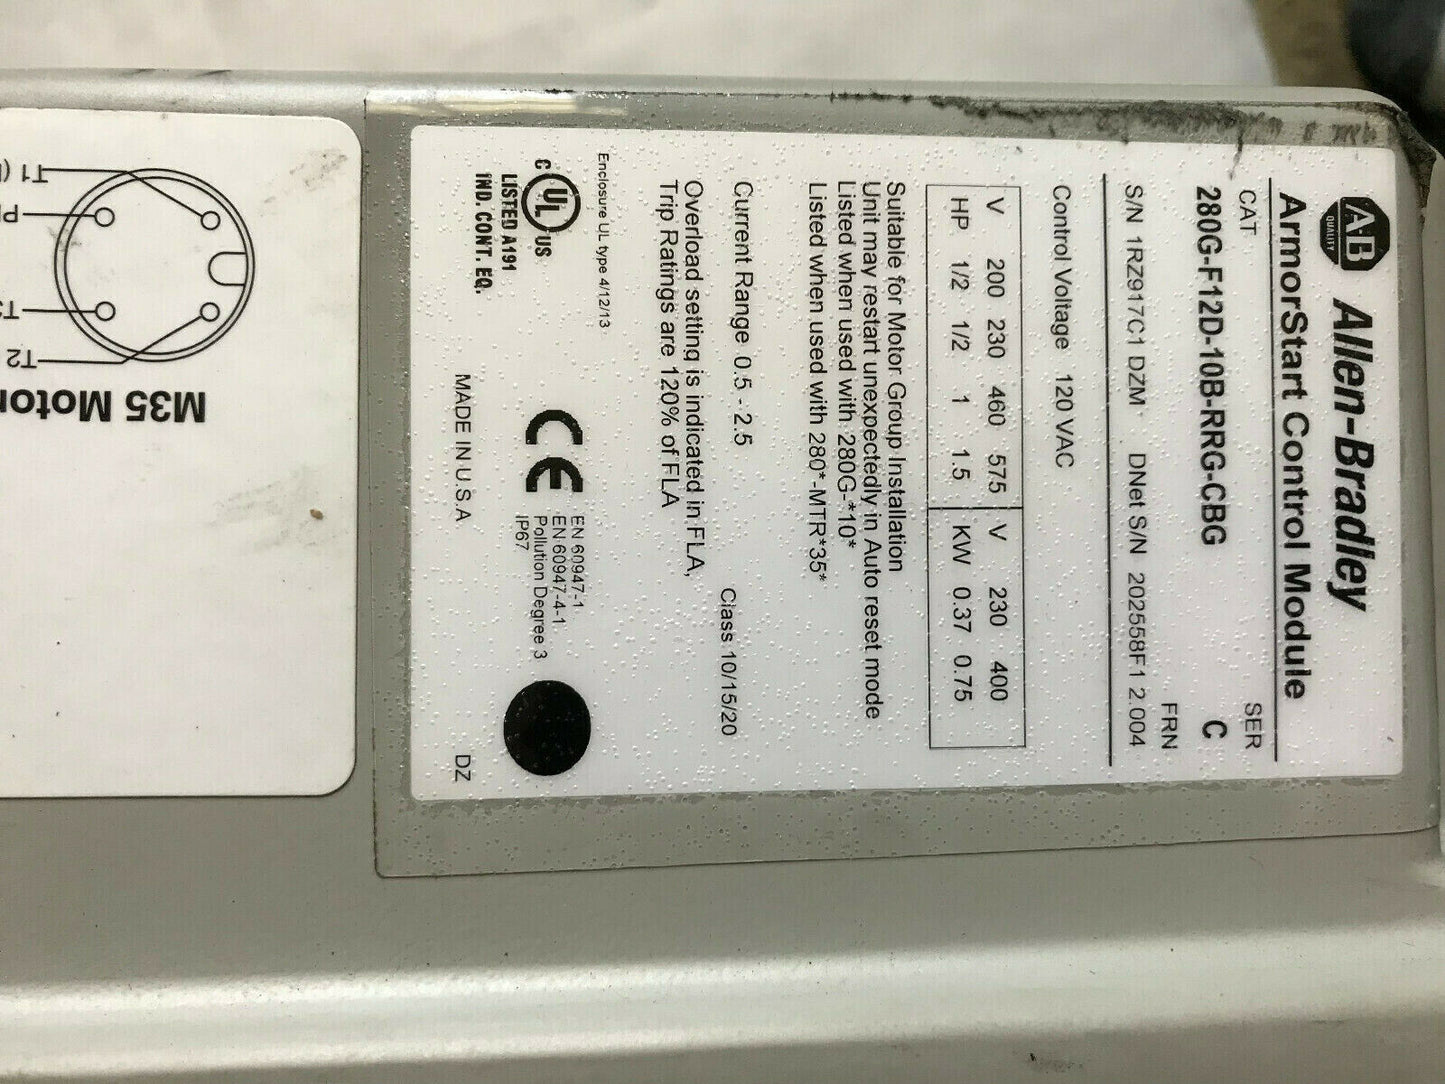 A-B
QUALITY
Allen-Bradley
ArmorStart Control Module
CAT SER
280G-F12D-10B-RRG-CBG C
FRN
S/N 1RZ917C1 DZM DNet S/N 202558F1 2.004
Control Voltage 120 VAC
V 200 230 460 575 V 230 400
HP 1/2 1/2 1 1.5 KW 0.37 0.75
Suitable for Motor Group Installation
Unit may restart unexpectedly in Auto reset mode
Listed when used with 280G-*10*
Listed when used with 280*-MTR*35*
Current Range 0.5 - 2.5 Class 10/15/20
Overload setting is indicated in FLA,
Trip Ratings are 120% of FLA
Enclosure UL type 4/12/13
C UL US
LISTED A191
IND. CONT. EQ.
CE
EN 60947-1
EN 60947-4-1
Pollution Degree 3
IP67
MADE IN U.S.A DZ
M35 Motor
T2
T1